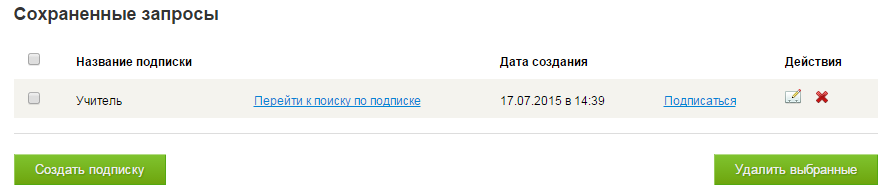 Сохраненные запросы
Название подписки Дата создания Действия
Учитель Перейти к поиску по подписке 17.07.2015 в 14:39 Подписаться
Создать подписку Удалить выбранные